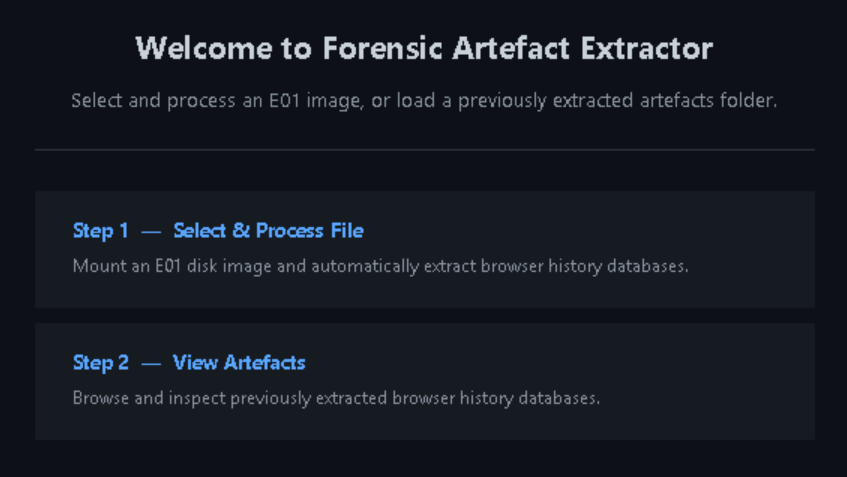 Welcome to Forensic Artefact Extractor
Select and process an E01 image, or load a previously extracted artefacts folder.
Step 1 — Select & Process File
Mount an E01 disk image and automatically extract browser history databases.
Step 2 — View Artefacts
Browse and inspect previously extracted browser history databases.